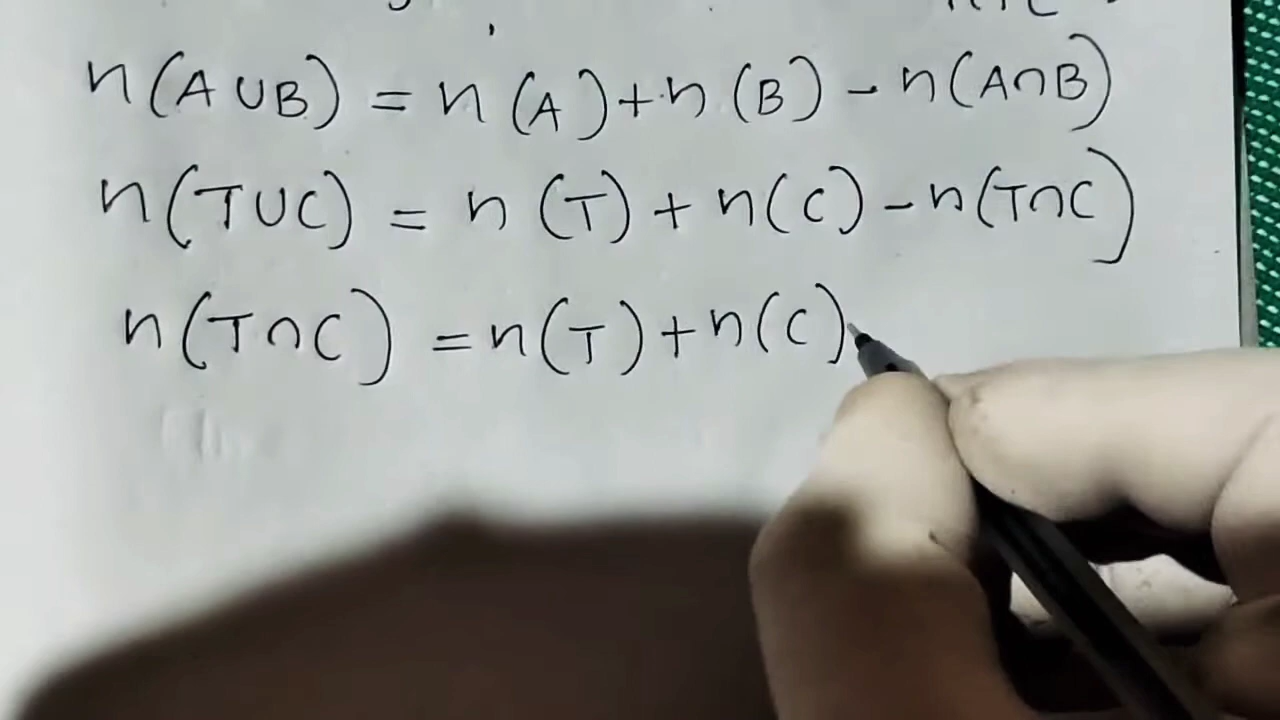 n(A∪B) = n(A)+n(B) - n(A∩B)
n(T∪C) = n(T) + n(C) - n(T∩C)
n(T∩C) = n(T)+n(C)